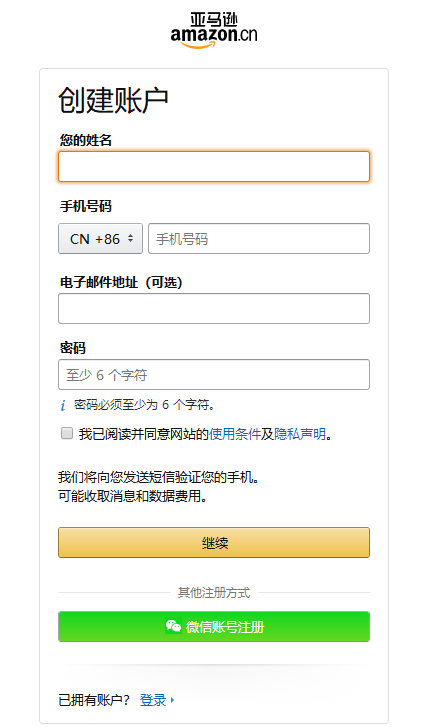 亚马逊
amazon.cn
创建账户
您的姓名
手机号码
CN +86 手机号码
电子邮件地址（可选）
密码
至少 6 个字符
i 密码必须至少为 6 个字符。
我已阅读并同意网站的使用条件及隐私声明。
我们将向您发送短信验证您的手机。
可能收取消息和数据费用。
继续
其他注册方式
微信账号注册
已拥有账户？ 登录